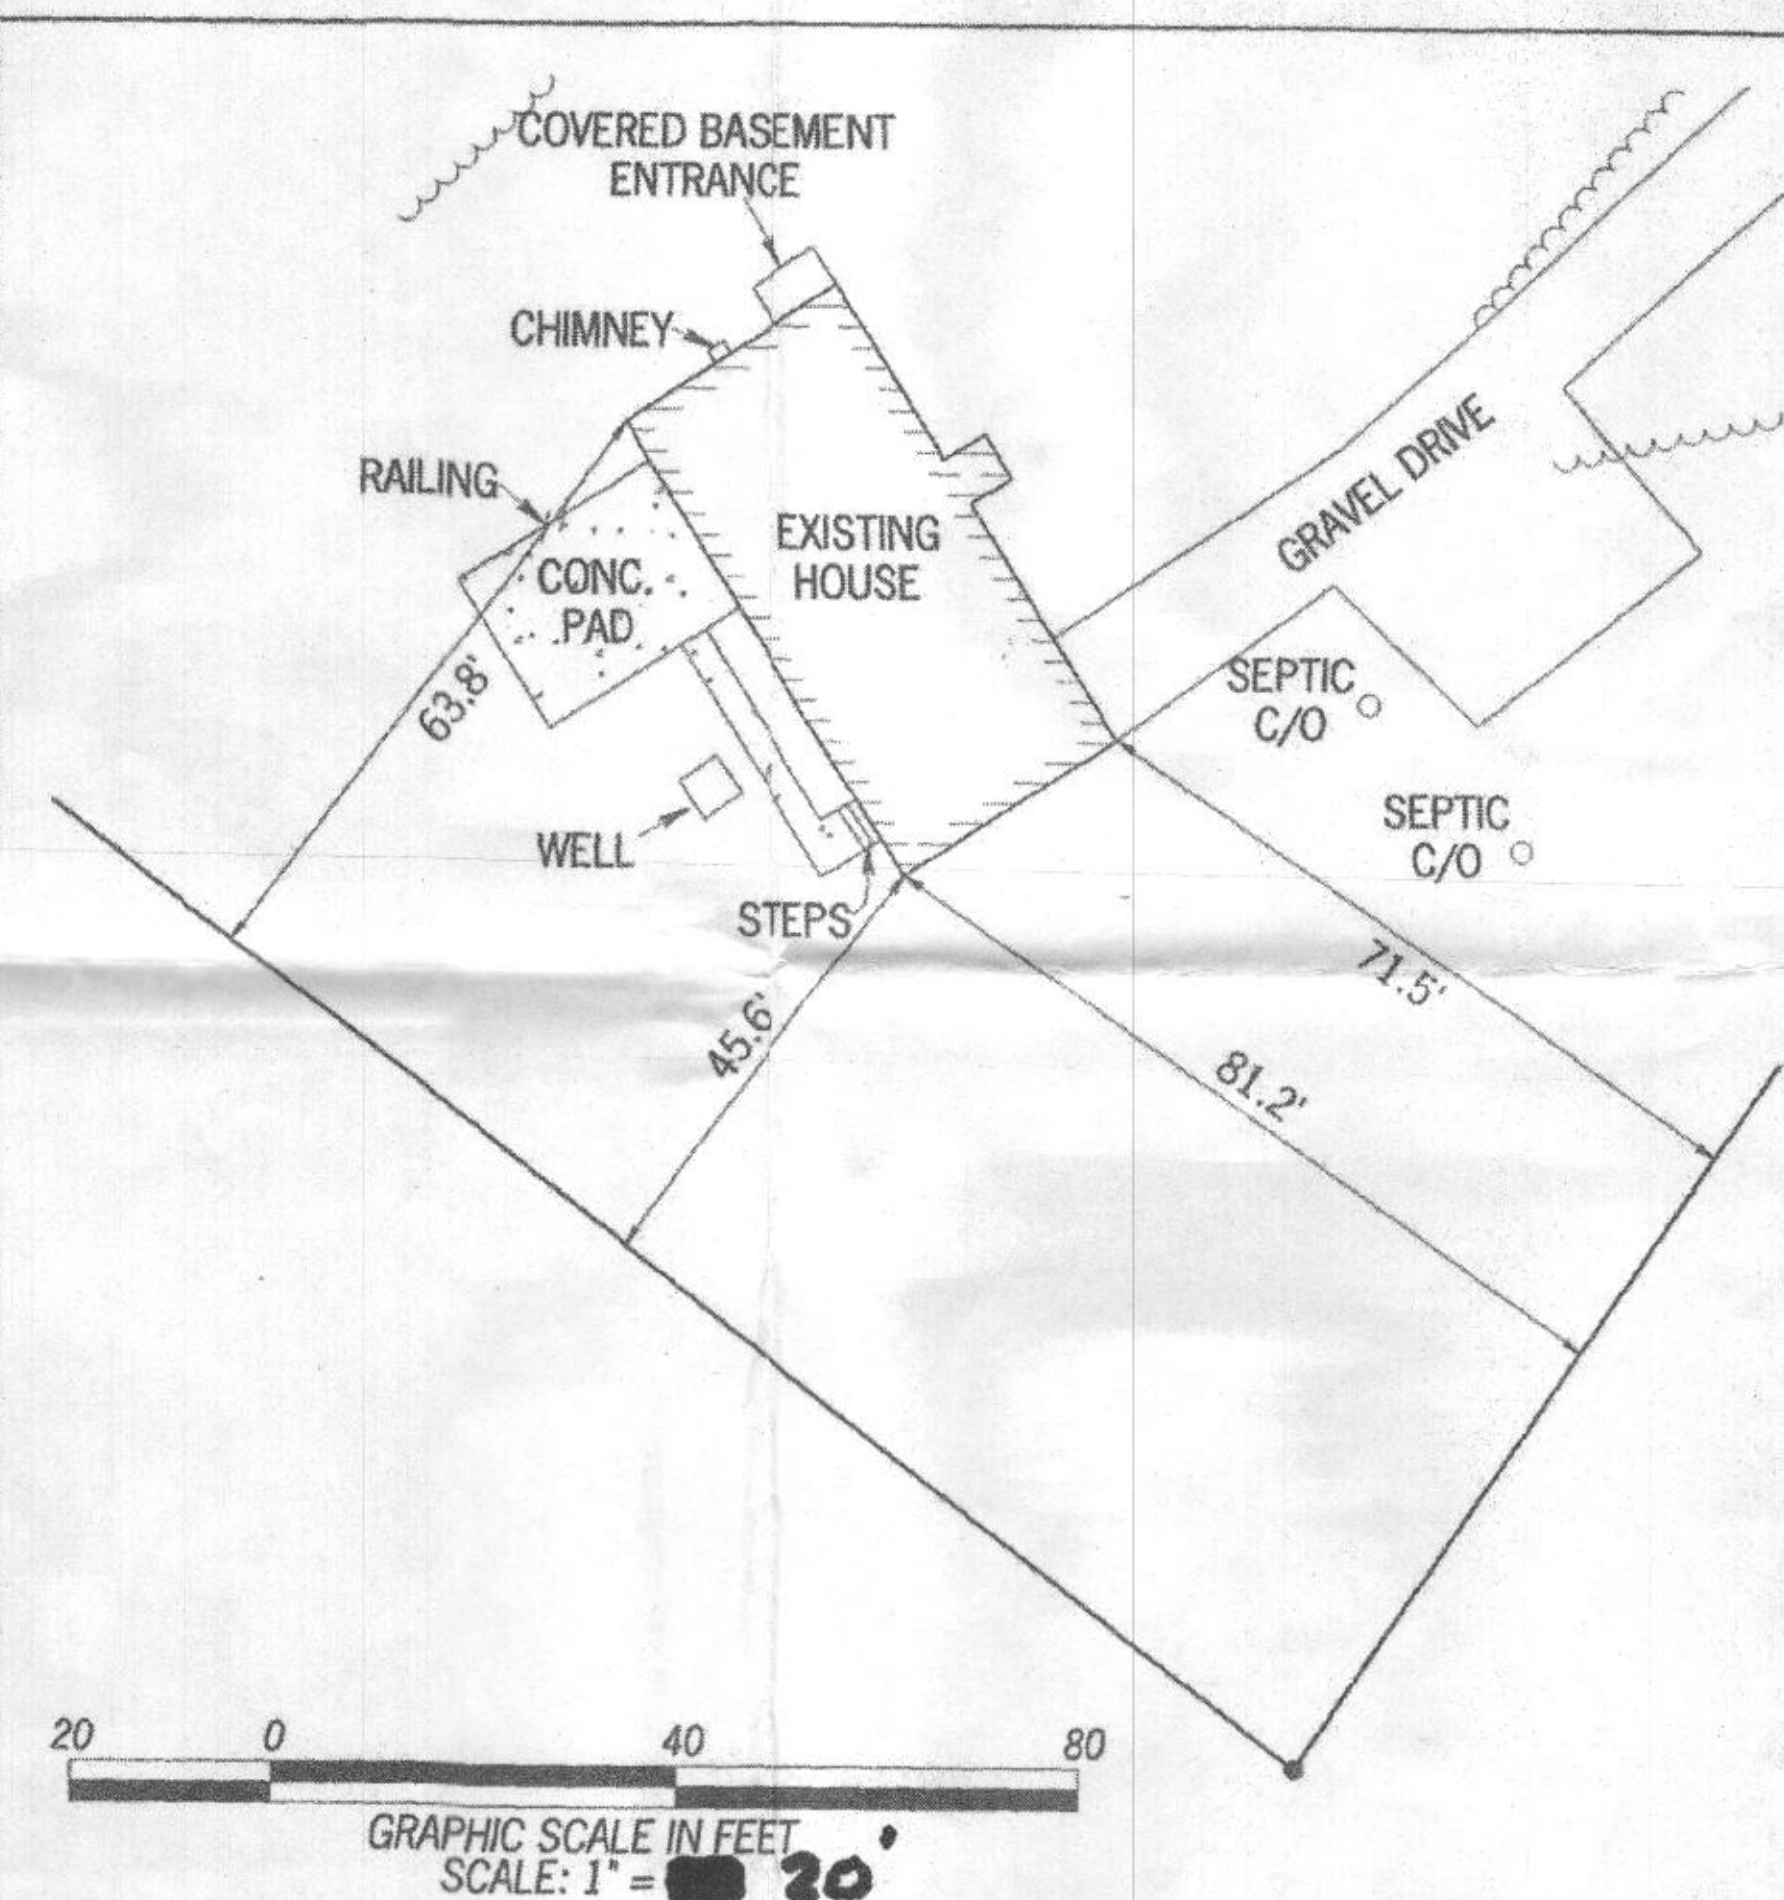 COVERED BASEMENT
ENTRANCE
CHIMNEY
RAILING
EXISTING
HOUSE
CONC.
PAD
GRAVEL DRIVE
63.8'
SEPTIC
C/O
SEPTIC
C/O
WELL
STEPS
71.5'
45.6'
81.2'
20 0 40 80
GRAPHIC SCALE IN FEET
SCALE: 1" = 20'